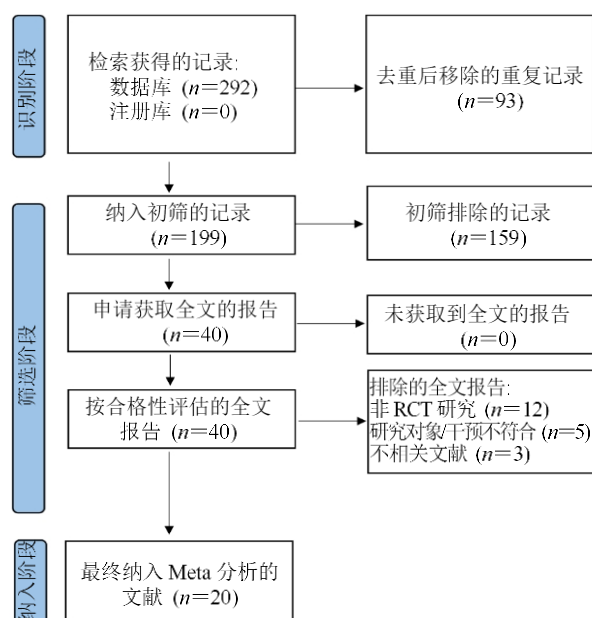 识别阶段
检索获得的记录:
数据库 (n=292)
注册库 (n=0)
去重后移除的重复记录
(n=93)
筛选阶段
纳入初筛的记录
(n=199)
初筛排除的记录
(n=159)
申请获取全文的报告
(n=40)
未获取到全文的报告
(n=0)
按合格性评估的全文
报告 (n=40)
排除的全文报告:
非 RCT 研究 (n=12)
研究对象/干预不符合 (n=5)
不相关文献 (n=3)
纳入阶段
最终纳入 Meta 分析的
文献 (n=20)